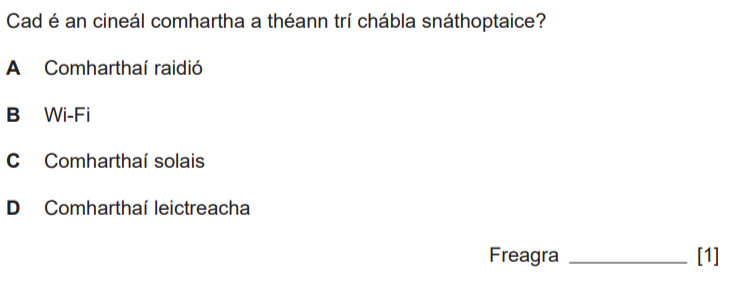 Cad é an cineál comhartha a théann trí chábla snáthoptaice?
A Comharthaí raidió
B Wi-Fi
C Comharthaí solais
D Comharthaí leictreacha
Freagra ____________ [1]